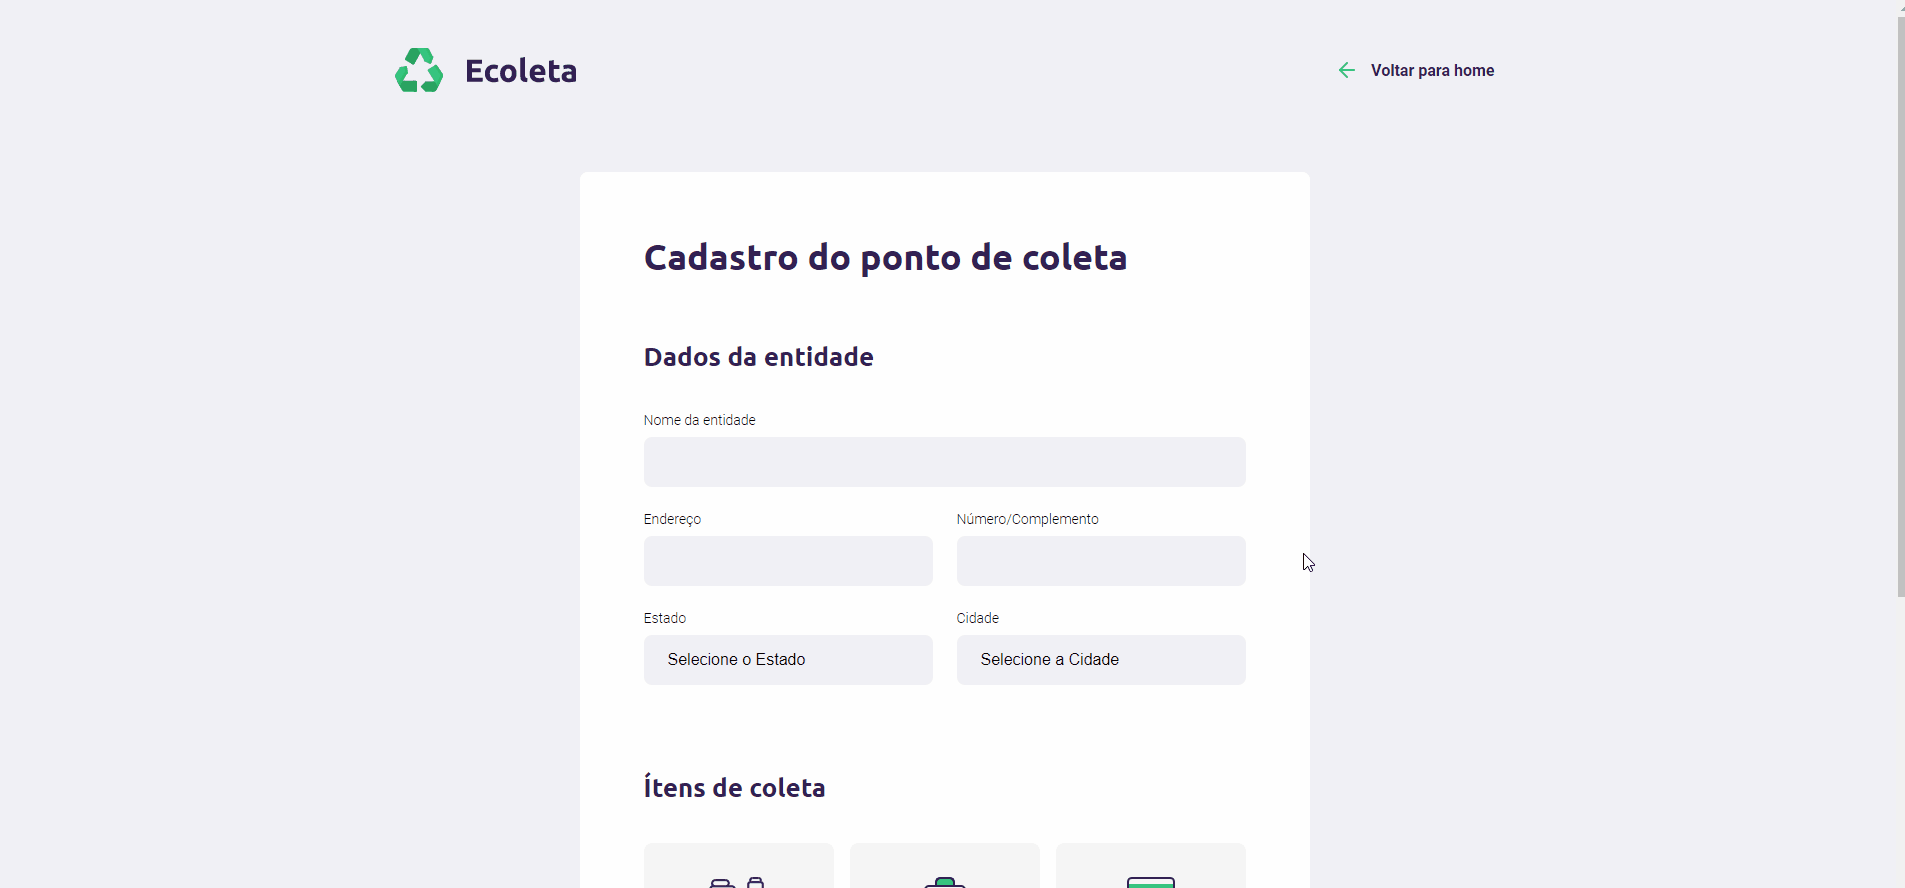 Ecoleta
Voltar para home
Cadastro do ponto de coleta
Dados da entidade
Nome da entidade
Endereço
Número/Complemento
Estado
Cidade
Selecione o Estado
Selecione a Cidade
Ítens de coleta